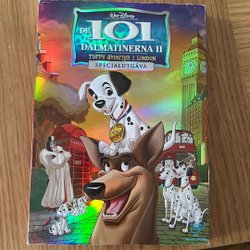 WALT DISNEY
DE 101
DALMATINERNA II
TUFFS ÄVENTYR I LONDON
SPECIALUTGÅVA